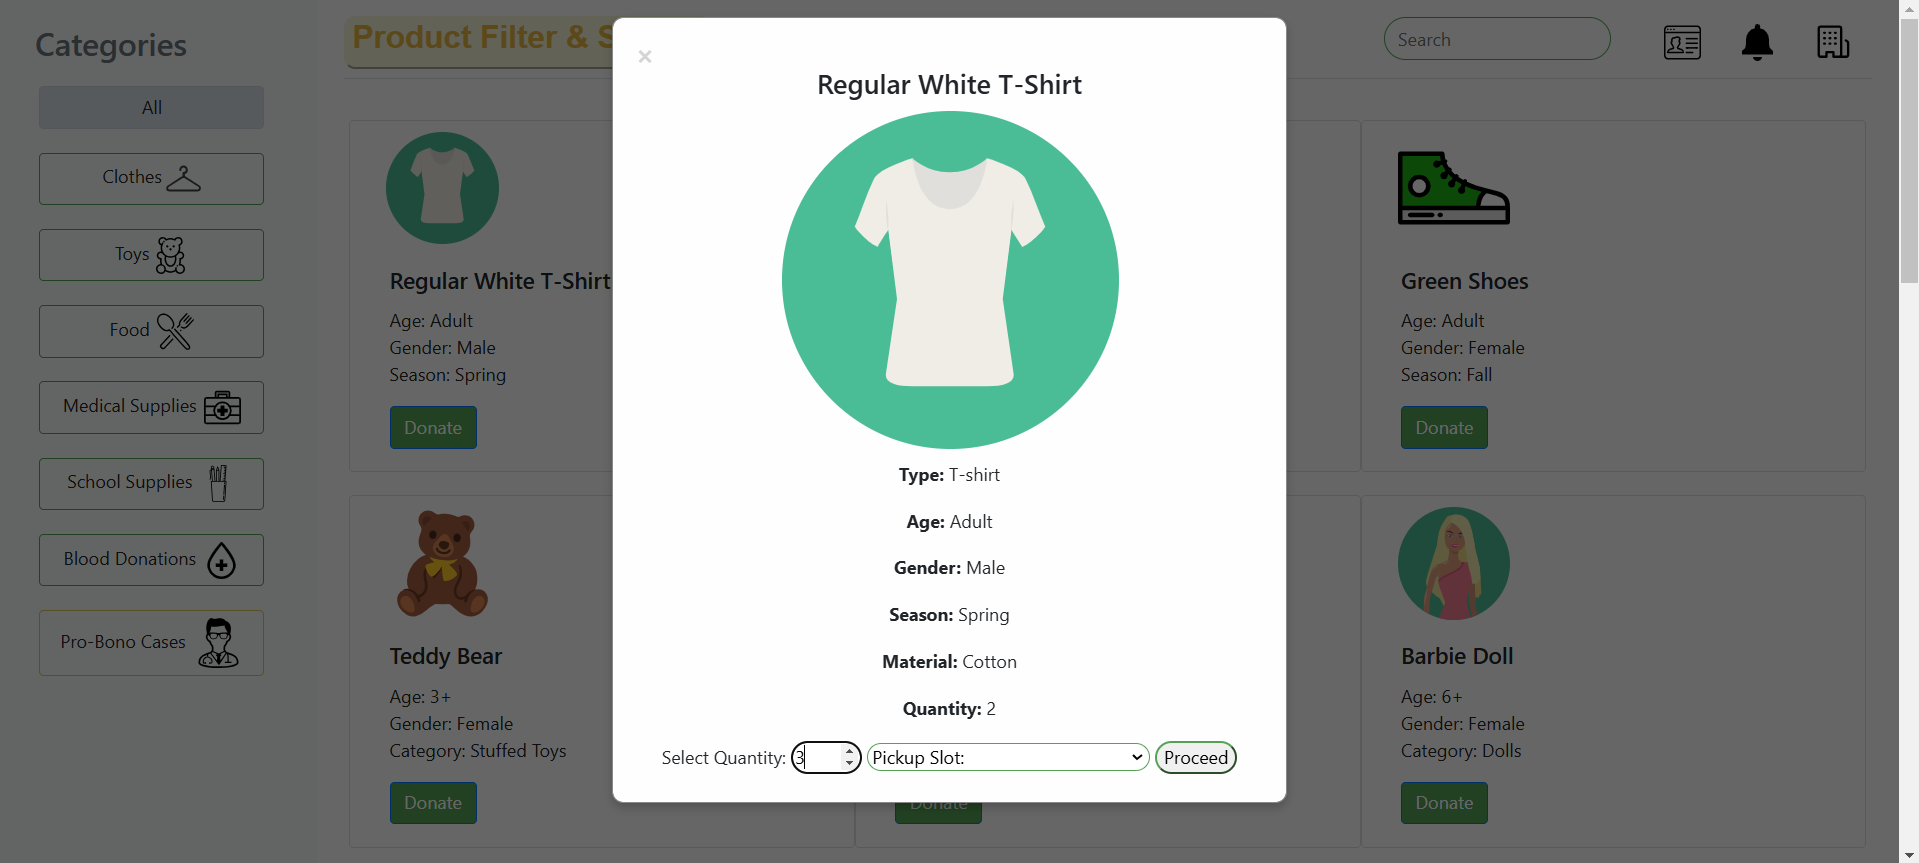 Categories
All
Clothes
Toys
Food
Medical Supplies
School Supplies
Blood Donations
Pro-Bono Cases
Product Filter & S
Search
Regular White T-Shirt
Age: Adult
Gender: Male
Season: Spring
Donate
Green Shoes
Age: Adult
Gender: Female
Season: Fall
Donate
Teddy Bear
Age: 3+
Gender: Female
Category: Stuffed Toys
Donate
Donate
Barbie Doll
Age: 6+
Gender: Female
Category: Dolls
Donate
×
Regular White T-Shirt
Type: T-shirt
Age: Adult
Gender: Male
Season: Spring
Material: Cotton
Quantity: 2
Select Quantity: 3 Pickup Slot: Proceed